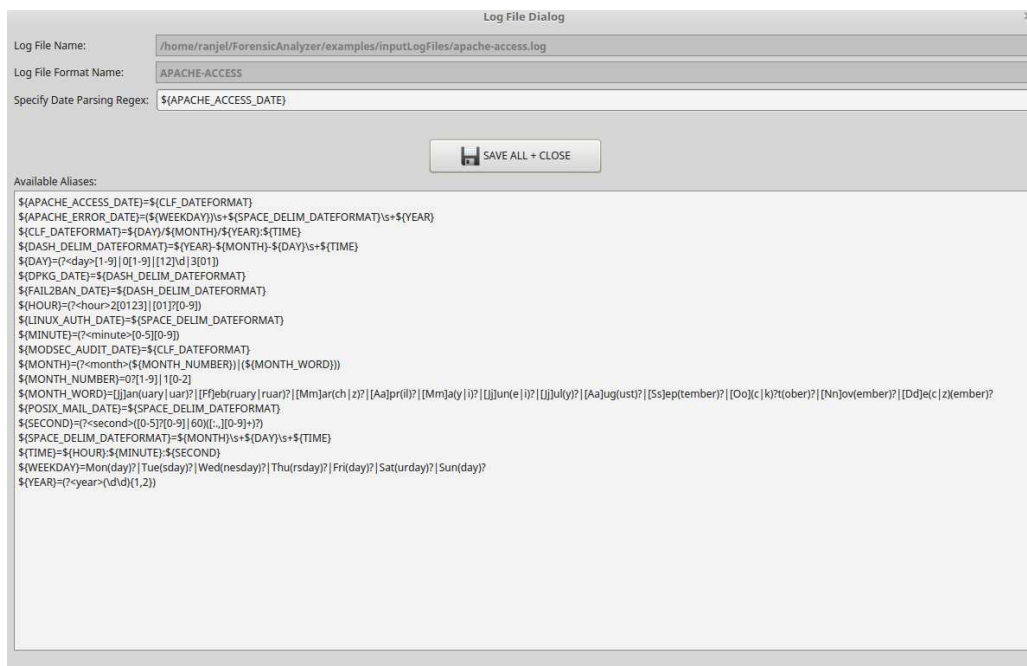 Log File Dialog
Log File Name: /home/ranjel/ForensicAnalyzer/examples/inputLogFiles/apache-access.log
Log File Format Name: APACHE-ACCESS
Specify Date Parsing Regex: ${APACHE_ACCESS_DATE}
SAVE ALL + CLOSE
Available Aliases:
${APACHE_ACCESS_DATE}=${CLF_DATEFORMAT}
${APACHE_ERROR_DATE}=(${WEEKDAY})\s+${SPACE_DELIM_DATEFORMAT}\s+${YEAR}
${CLF_DATEFORMAT}=${DAY}/${MONTH}/${YEAR}:${TIME}
${DASH_DELIM_DATEFORMAT}=${YEAR}-${MONTH}-${DAY}\s+${TIME}
${DAY}=(?<day>[1-9]|0[1-9]|[12]\d|3[01])
${DPKG_DATE}=${DASH_DELIM_DATEFORMAT}
${FAIL2BAN_DATE}=${DASH_DELIM_DATEFORMAT}
${HOUR}=(?<hour>2[0123]|[01]?[0-9])
${LINUX_AUTH_DATE}=${SPACE_DELIM_DATEFORMAT}
${MINUTE}=(?<minute>[0-5][0-9])
${MODSEC_AUDIT_DATE}=${CLF_DATEFORMAT}
${MONTH}=(?<month>(${MONTH_NUMBER})|(${MONTH_WORD}))
${MONTH_NUMBER}=0?[1-9]|1[0-2]
${MONTH_WORD}=[Jj]an(uary|uar)?|[Ff]eb(ruary|ruar)?|[Mm]ar(ch|z)?|[Aa]pr(il)?|[Mm]a(y|i)?|[Jj]un(e|i)?|[Jj]ul(y)?|[Aa]ug(ust)?|[Ss]ep(tember)?|[Oo](c|k)?t(ober)?|[Nn]ov(ember)?|[Dd]e(c|z)(ember)?
${POSIX_MAIL_DATE}=${SPACE_DELIM_DATEFORMAT}
${SECOND}=(?<second>([0-5]?[0-9]|60)([:.,][0-9]+)?)
${SPACE_DELIM_DATEFORMAT}=${MONTH}\s+${DAY}\s+${TIME}
${TIME}=${HOUR}:${MINUTE}:${SECOND}
${WEEKDAY}=Mon(day)?|Tue(sday)?|Wed(nesday)?|Thu(rsday)?|Fri(day)?|Sat(urday)?|Sun(day)?
${YEAR}=(?<year>(\d\d){1,2})